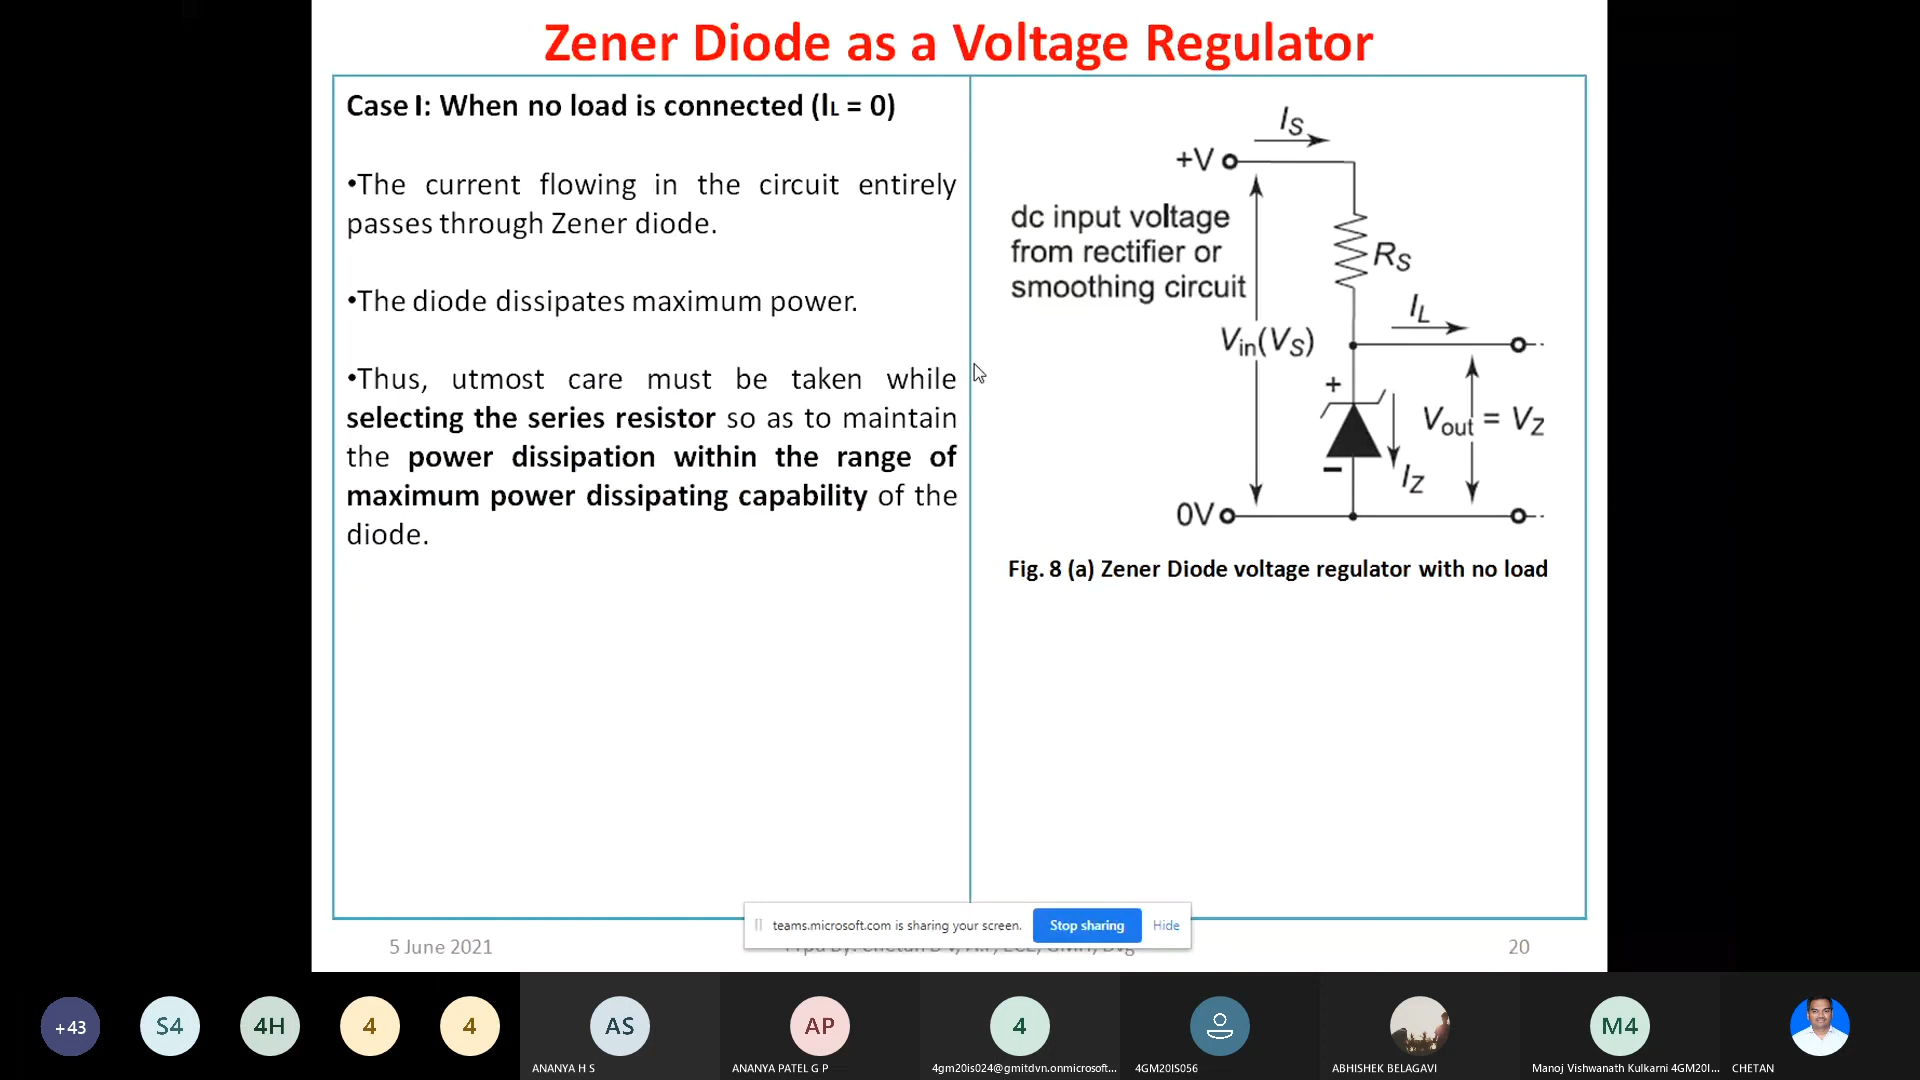 Zener Diode as a Voltage Regulator
Case I: When no load is connected (IL = 0)
•The current flowing in the circuit entirely
passes through Zener diode.
•The diode dissipates maximum power.
•Thus, utmost care must be taken while
selecting the series resistor so as to maintain
the power dissipation within the range of
maximum power dissipating capability of the
diode.
IS
+V
dc input voltage
from rectifier or
smoothing circuit
RS
IL
Vin(VS)
+
Vout = VZ
–
IZ
0V
Fig. 8 (a) Zener Diode voltage regulator with no load
teams.microsoft.com is sharing your screen.
Stop sharing
Hide
5 June 2021
20
+43
S4
4H
4
4
AS
AP
4
M4
ANANYA H S
ANANYA PATEL G P
4gm20is024@gmitdvn.onmicrosoft...
4GM20IS056
ABHISHEK BELAGAVI
Manoj Vishwanath Kulkarni 4GM20I...
CHETAN